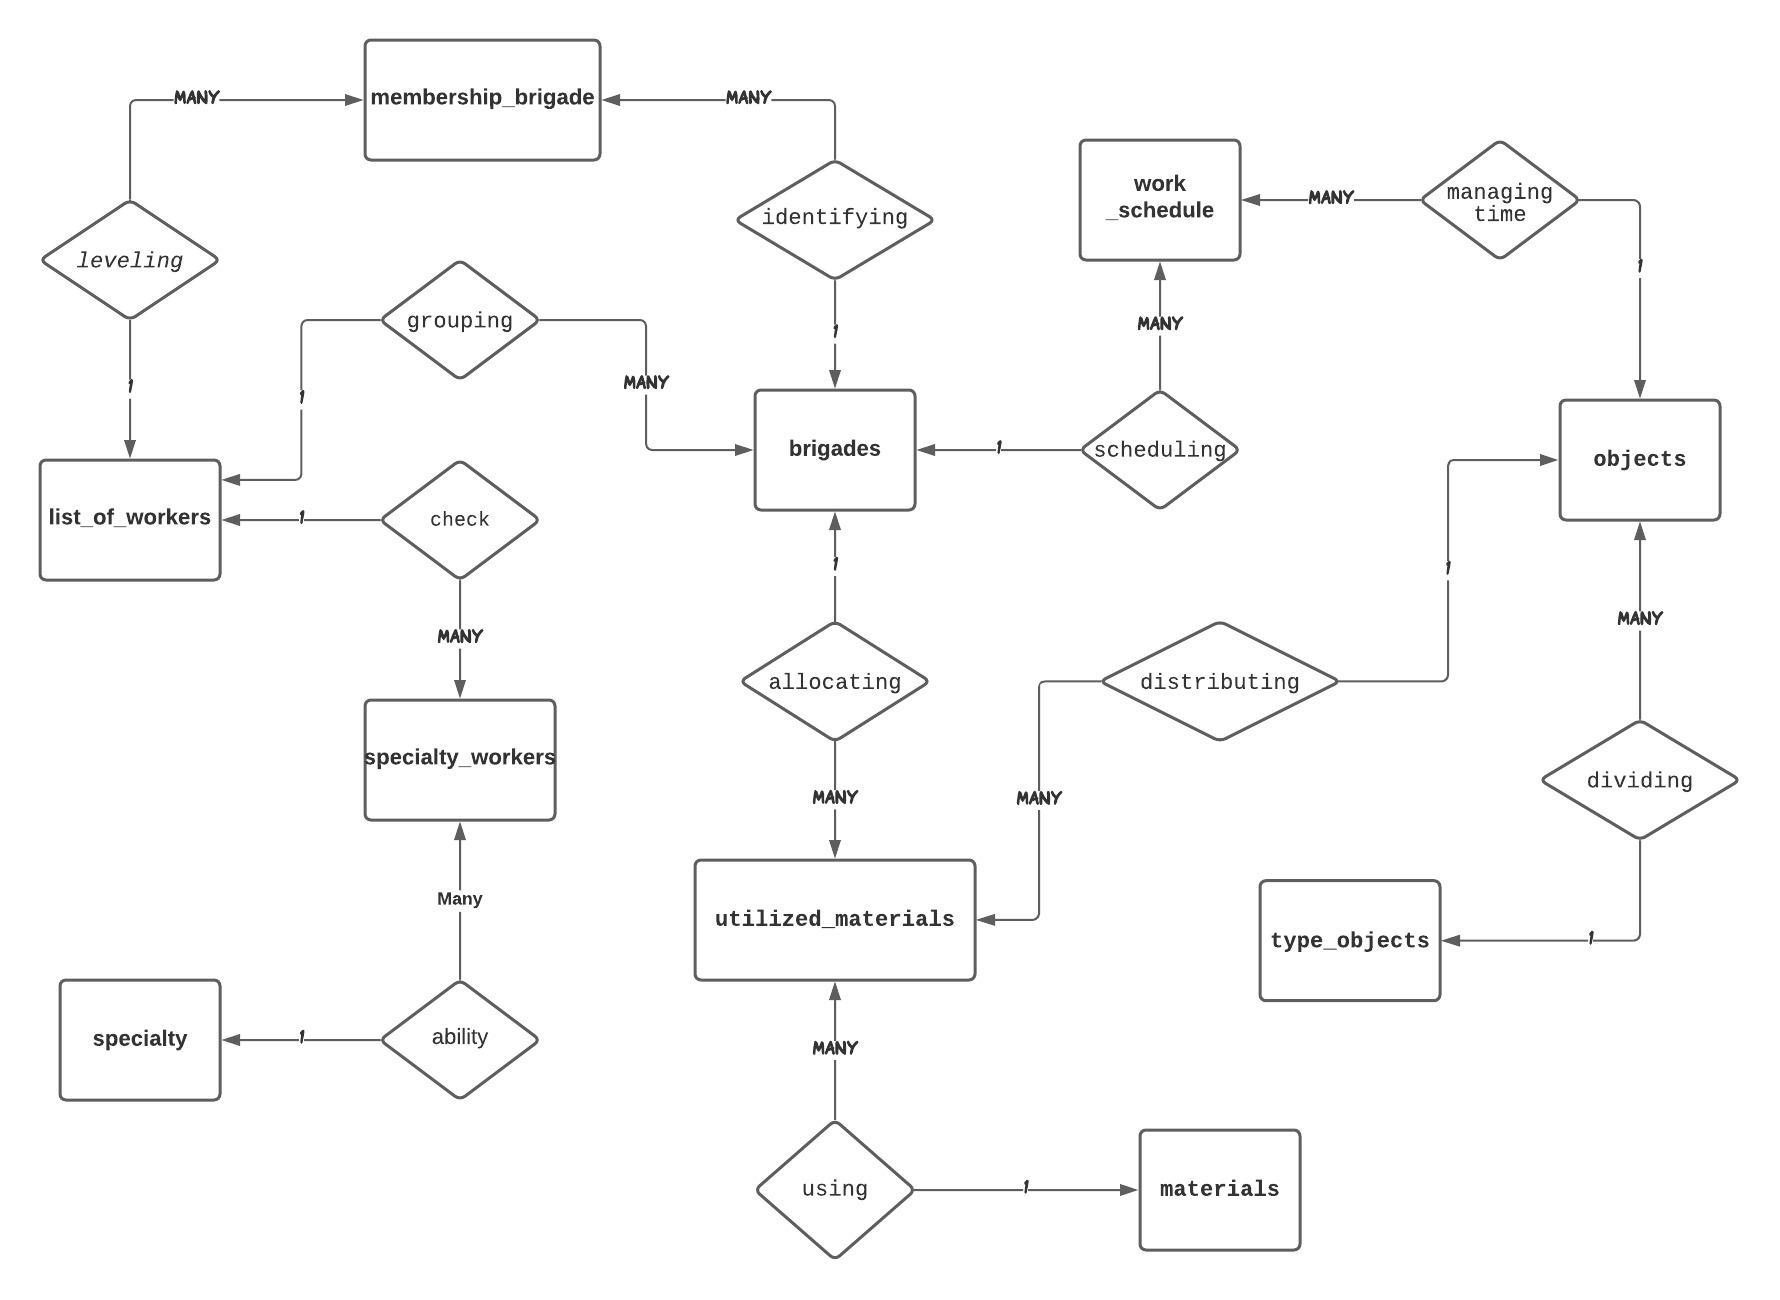 MANY
membership_brigade
MANY
work
_schedule
MANY
managing
time
identifying
leveling
1
grouping
MANY
1
MANY
1
1
brigades
1
scheduling
objects
list_of_workers
1
check
1
1
MANY
MANY
allocating
distributing
specialty_workers
dividing
MANY
MANY
Many
utilized_materials
type_objects
1
specialty
1
ability
MANY
using
1
materials